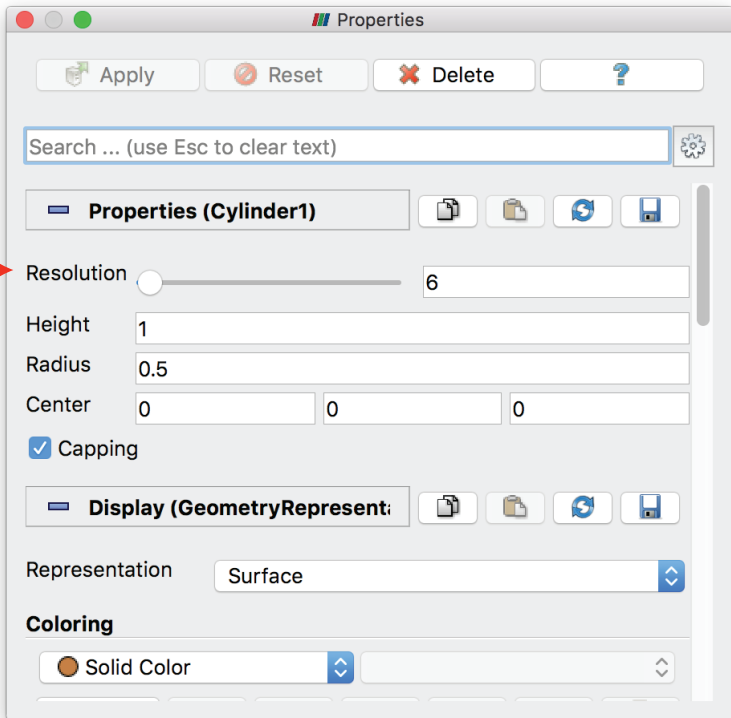 Properties
Apply Reset Delete ?
Search ... (use Esc to clear text)
Properties (Cylinder1)
Resolution 6
Height 1
Radius 0.5
Center 0 0 0
Capping
Display (GeometryRepresenta
Representation Surface
Coloring
Solid Color